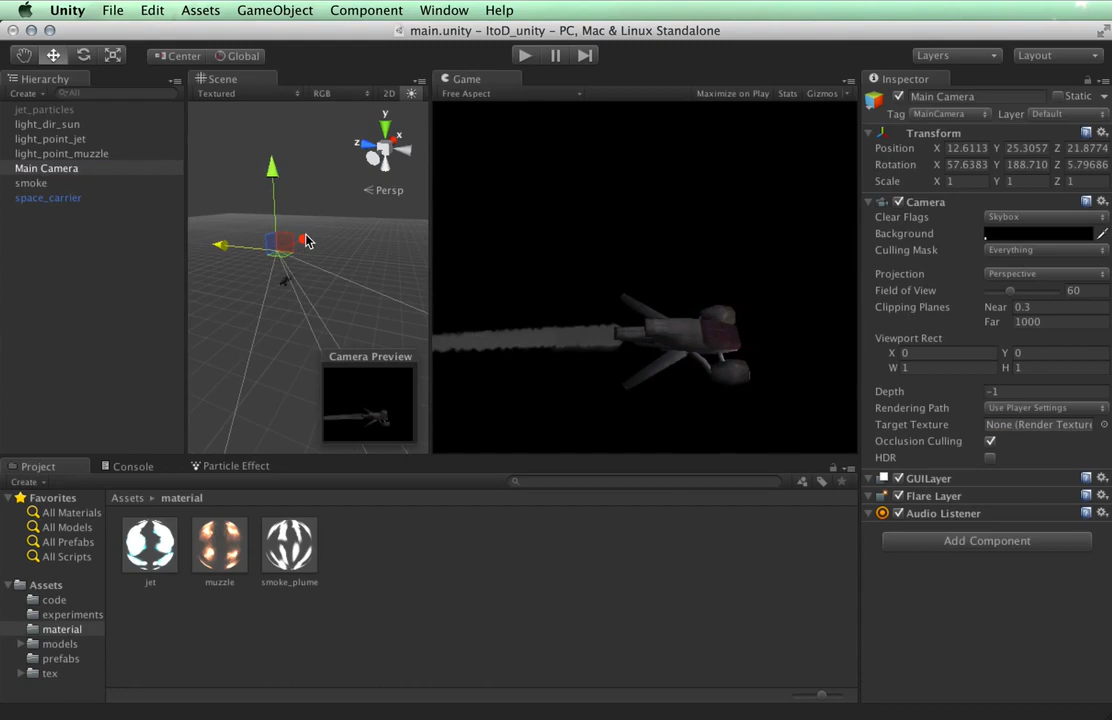 Unity File Edit Assets GameObject Component Window Help
main.unity - ItoD_unity - PC, Mac & Linux Standalone
Center Global Layers Layout
Hierarchy
Create All
jet_particles
light_dir_sun
light_point_jet
light_point_muzzle
Main Camera
smoke
space_carrier
Scene
Textured RGB 2D
y
x
z
Persp
Camera Preview
Game
Free Aspect Maximize on Play Stats Gizmos
Inspector
Main Camera Static
Tag MainCamera Layer Default
Transform
Position X 12.6113 Y 25.3057 Z 21.8774
Rotation X 57.6383 Y 188.710 Z 5.79686
Scale X 1 Y 1 Z 1
Camera
Clear Flags Skybox
Background
Culling Mask Everything
Projection Perspective
Field of View 60
Clipping Planes Near 0.3
Far 1000
Viewport Rect
X 0 Y 0
W 1 H 1
Depth -1
Rendering Path Use Player Settings
Target Texture None (Render Texture
Occlusion Culling
HDR
GUILayer
Flare Layer
Audio Listener
Add Component
Project Console Particle Effect
Create
Favorites
All Materials
All Models
All Prefabs
All Scripts
Assets
code
experiments
material
models
prefabs
tex
Assets material
jet muzzle smoke_plume